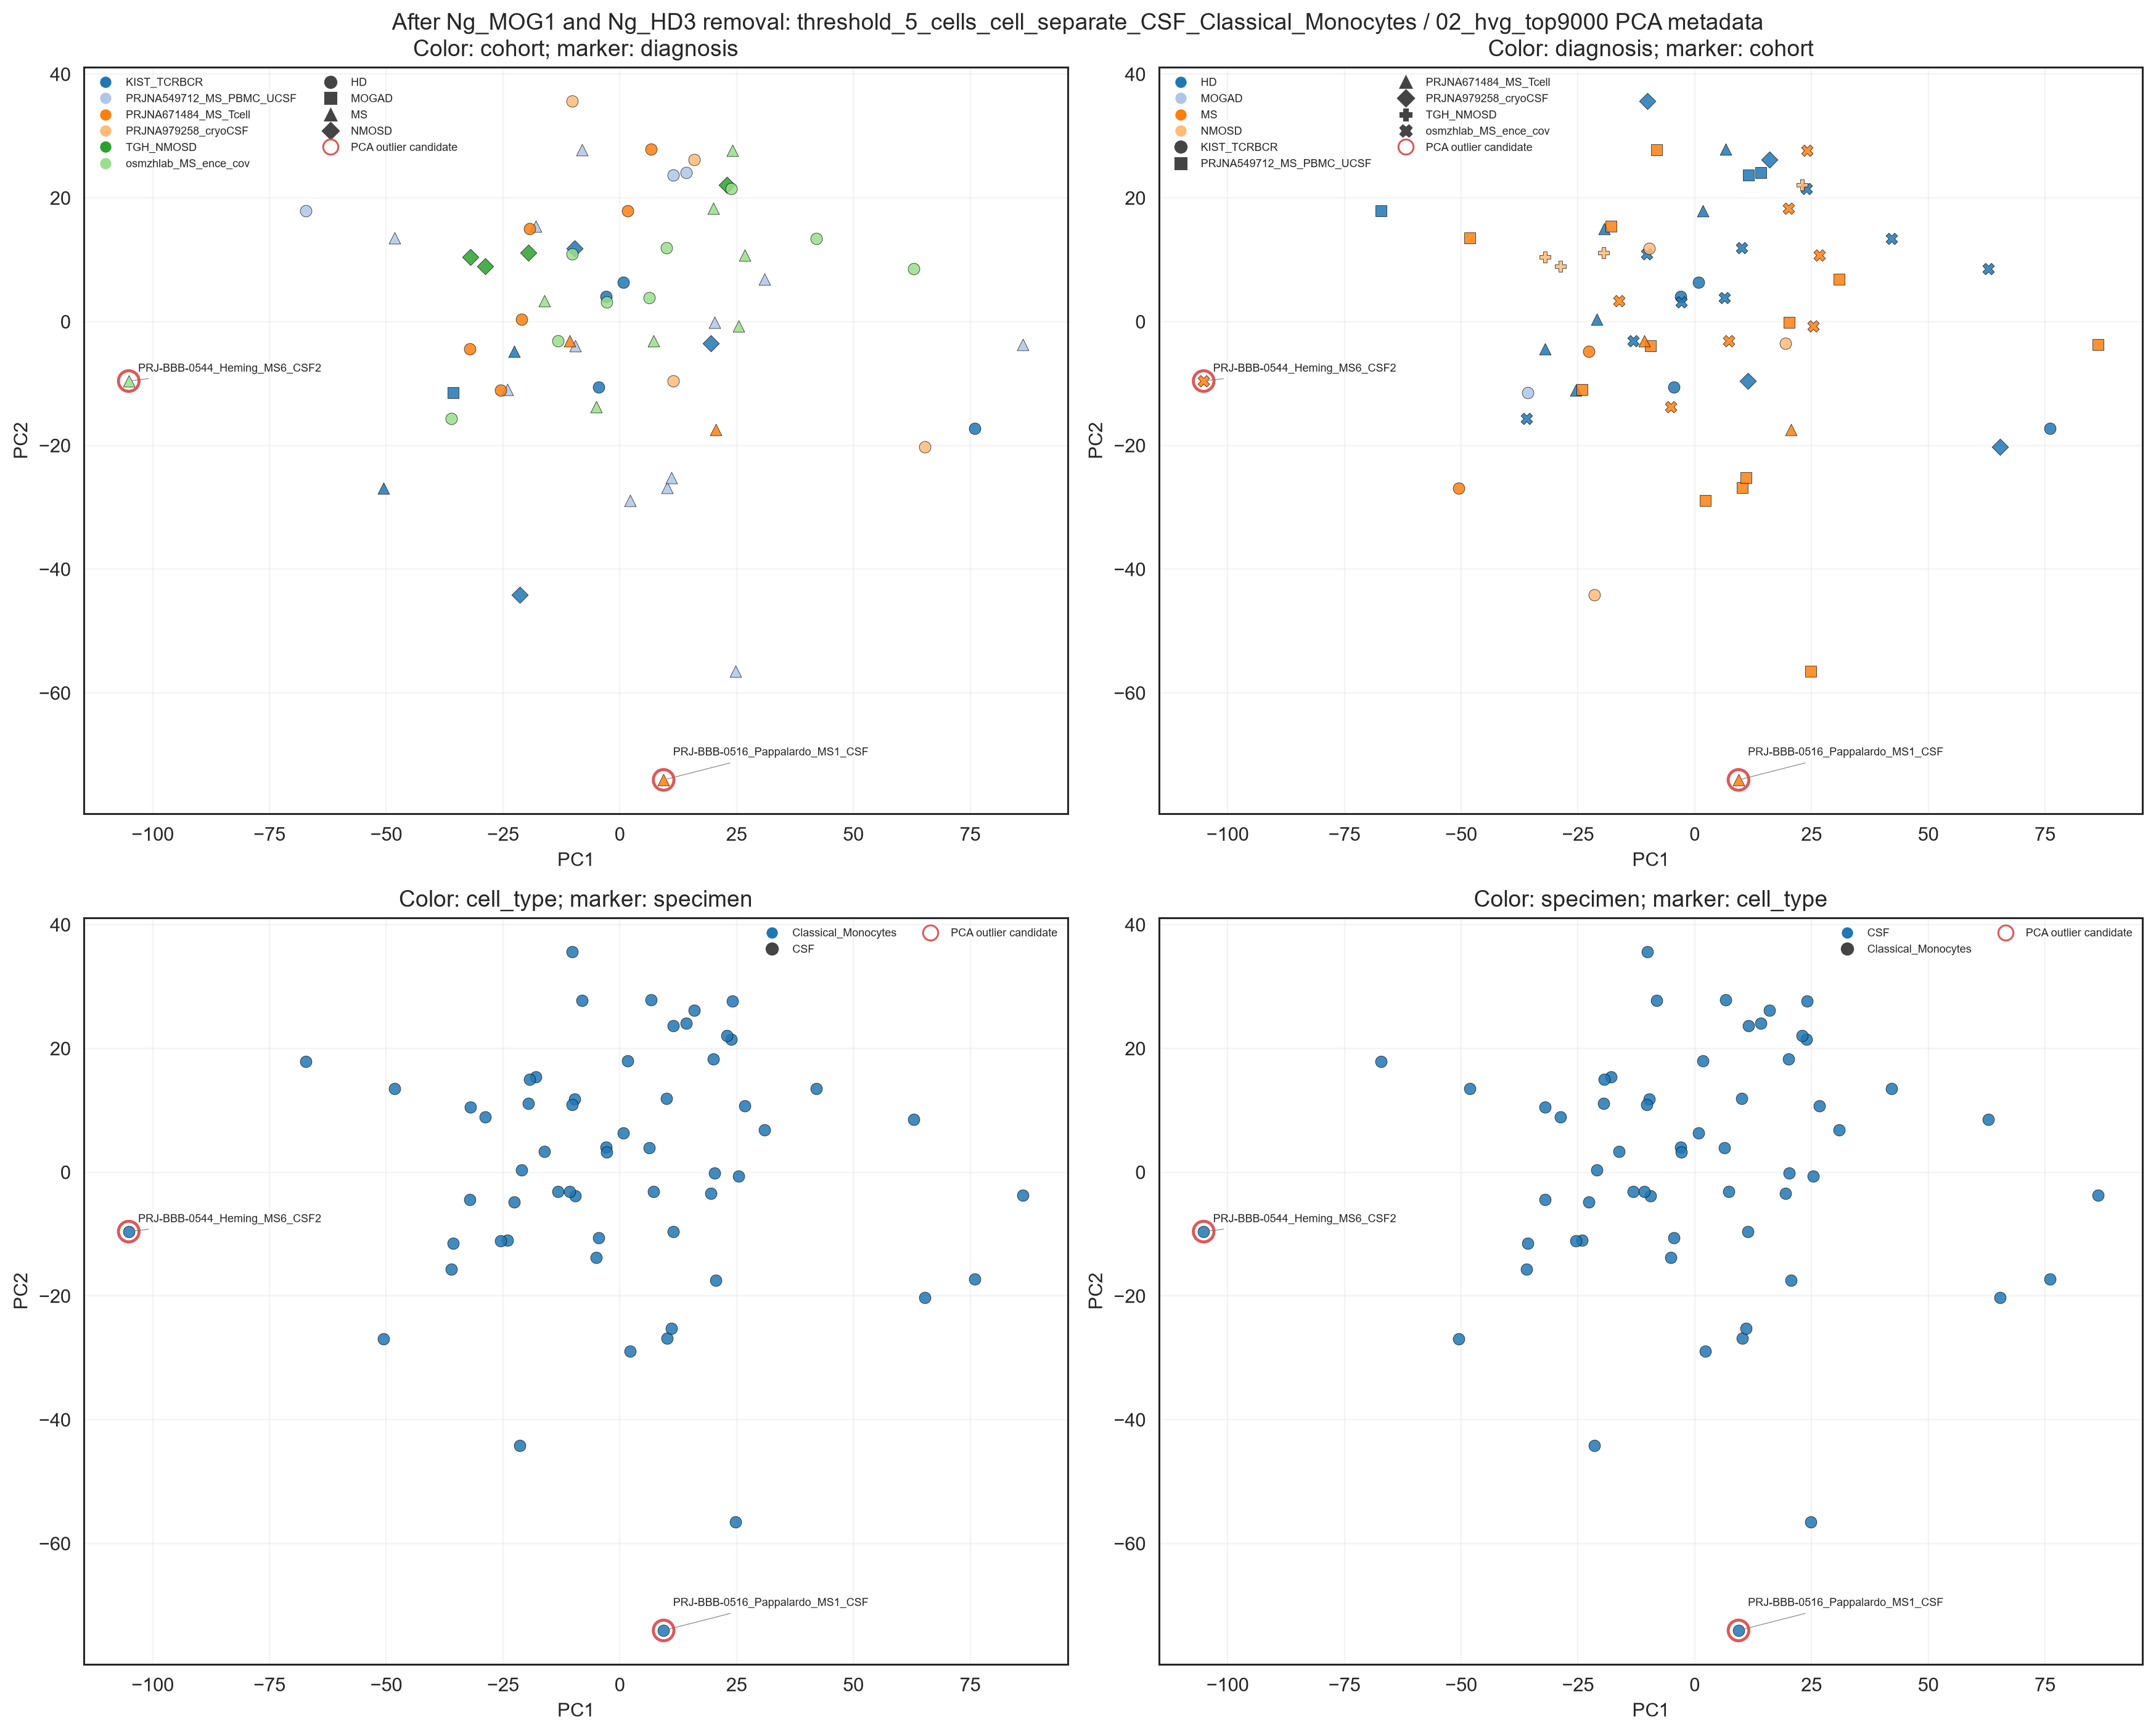 After Ng_MOG1 and Ng_HD3 removal: threshold_5_cells_cell_separate_CSF_Classical_Monocytes / 02_hvg_top9000 PCA metadata
Color: cohort; marker: diagnosis
KIST_TCRBCR
PRJNA549712_MS_PBMC_UCSF
PRJNA671484_MS_Tcell
PRJNA979258_cryoCSF
TGH_NMOSD
osmzhlab_MS_ence_cov
HD
MOGAD
MS
NMOSD
PCA outlier candidate
PRJ-BBB-0544_Heming_MS6_CSF2
PRJ-BBB-0516_Pappalardo_MS1_CSF
40
20
0
−20
−40
−60
PC2
−100 −75 −50 −25 0 25 50 75
PC1
Color: diagnosis; marker: cohort
HD
MOGAD
MS
NMOSD
KIST_TCRBCR
PRJNA549712_MS_PBMC_UCSF
PRJNA671484_MS_Tcell
PRJNA979258_cryoCSF
TGH_NMOSD
osmzhlab_MS_ence_cov
PCA outlier candidate
PRJ-BBB-0544_Heming_MS6_CSF2
PRJ-BBB-0516_Pappalardo_MS1_CSF
40
20
0
−20
−40
−60
PC2
−100 −75 −50 −25 0 25 50 75
PC1
Color: cell_type; marker: specimen
Classical_Monocytes
CSF
PCA outlier candidate
PRJ-BBB-0544_Heming_MS6_CSF2
PRJ-BBB-0516_Pappalardo_MS1_CSF
40
20
0
−20
−40
−60
PC2
−100 −75 −50 −25 0 25 50 75
PC1
Color: specimen; marker: cell_type
CSF
Classical_Monocytes
PCA outlier candidate
PRJ-BBB-0544_Heming_MS6_CSF2
PRJ-BBB-0516_Pappalardo_MS1_CSF
40
20
0
−20
−40
−60
PC2
−100 −75 −50 −25 0 25 50 75
PC1